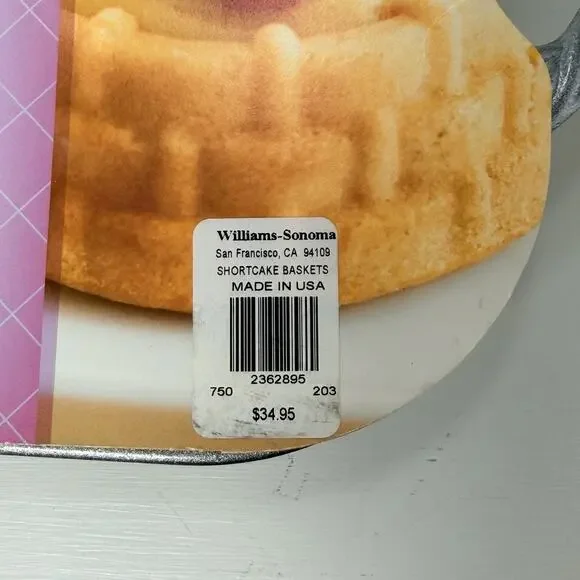 Williams-Sonoma
San Francisco, CA 94109
SHORTCAKE BASKETS
MADE IN USA
2362895
750 203
$34.95